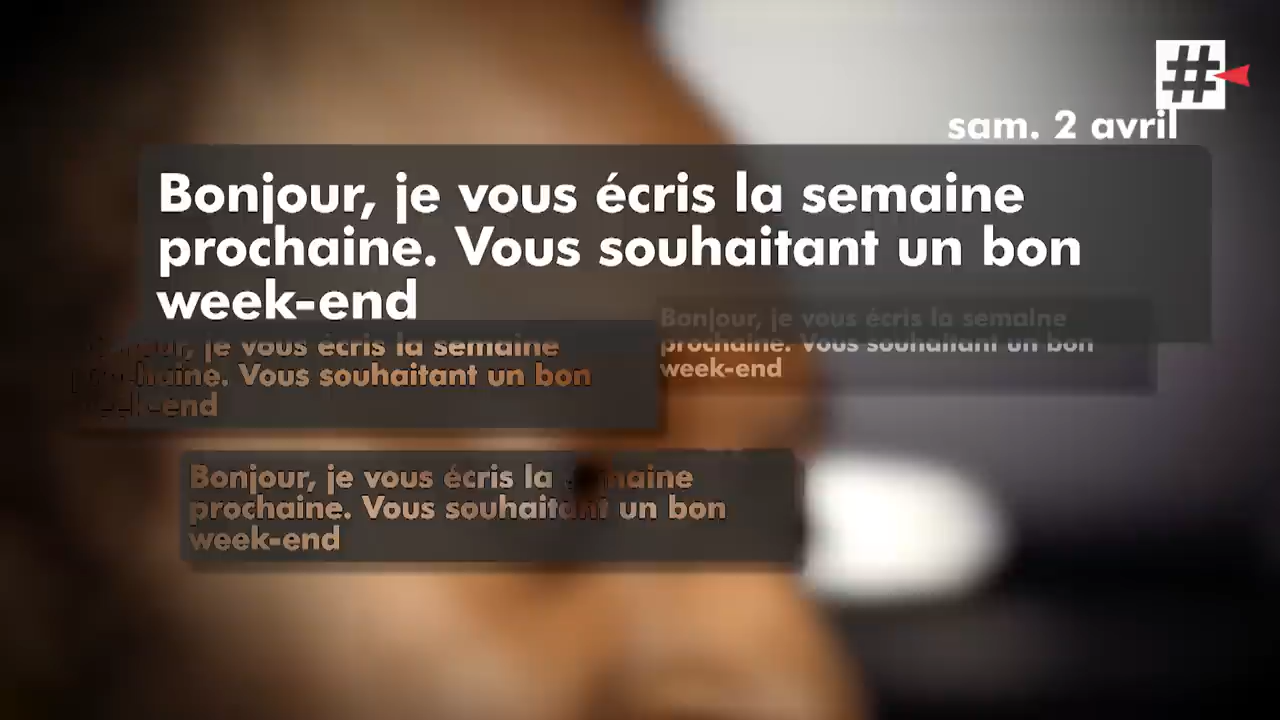 #
sam. 2 avril
Bonjour, je vous écris la semaine
prochaine. Vous souhaitant un bon
week-end
Bonjour, je vous écris la semaine
prochaine. Vous souhaitant un bon
week-end
je vous écris la semaine
Vous souhaitant un bon
Bonjour, je vous écris la
prochaine. Vous souhaitant un bon
week-end